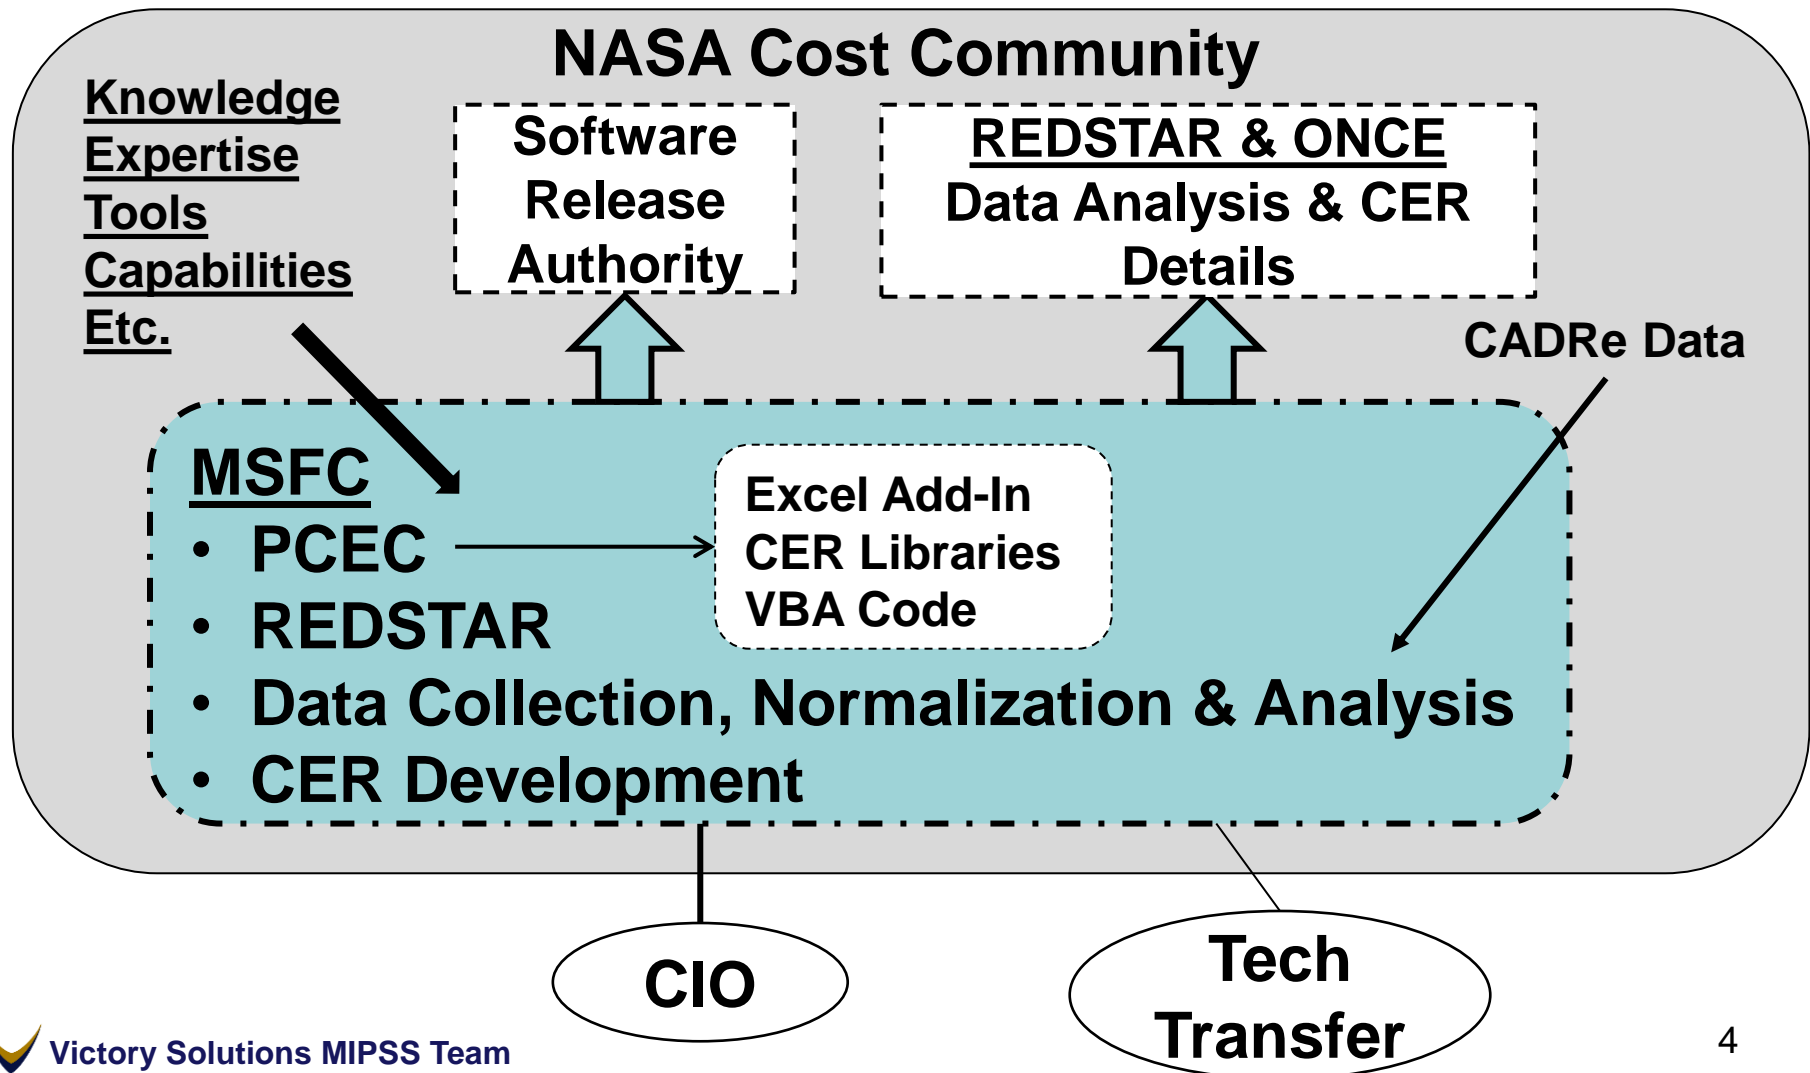 NASA Cost Community
Knowledge
Expertise
Tools
Capabilities
Etc.
Software
Release
Authority
REDSTAR & ONCE
Data Analysis & CER
Details
CADRe Data
MSFC
• PCEC
• REDSTAR
• Data Collection, Normalization & Analysis
• CER Development
Excel Add-In
CER Libraries
VBA Code
CIO
Tech
Transfer
Victory Solutions MIPSS Team
4